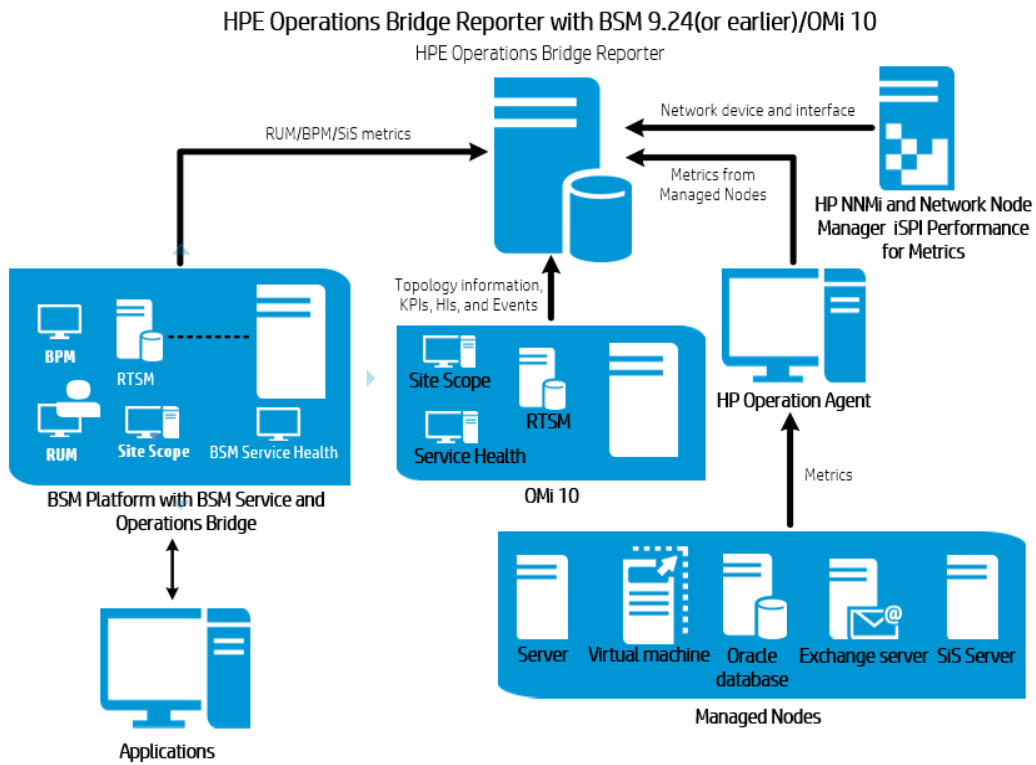 HPE Operations Bridge Reporter with BSM 9.24(or earlier)/OMi 10
HPE Operations Bridge Reporter
RUM/BPM/SiS metrics
Network device and interface
Metrics from
Managed Nodes
HP NNMi and Network Node
Manager iSPI Performance
for Metrics
Topology information,
KPIs, HIs, and Events
BPM
RTSM
RUM
Site Scope
BSM Service Health
BSM Platform with BSM Service and
Operations Bridge
Site Scope
RTSM
Service Health
OMi 10
HP Operation Agent
Metrics
Server
Virtual machine
Oracle
database
Exchange server
SiS Server
Managed Nodes
Applications